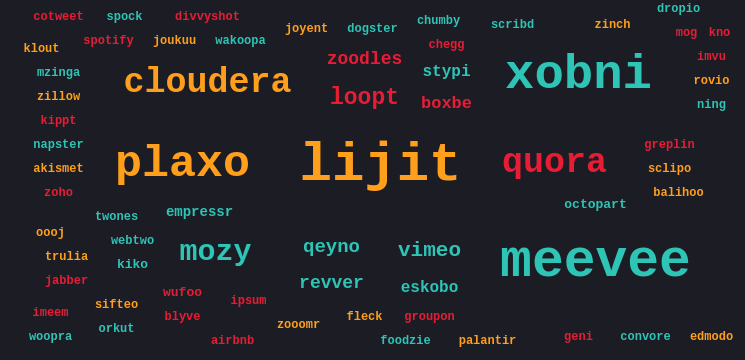 dropio
cotweet spock divvyshot chumby scribd zinch
joyent dogster mog kno
spotify joukuu wakoopa chegg
klout zoodles imvu
mzinga cloudera stypi xobni rovio
zillow loopt boxbe ning
kippt
napster greplin
akismet plaxo lijit quora sclipo
zoho balihoo
twones empressr octopart
oooj webtwo qeyno
trulia kiko mozy vimeo meevee
jabber revver eskobo
wufoo ipsum
imeem sifteo blyve zooomr fleck groupon
woopra orkut airbnb foodzie palantir geni convore edmodo